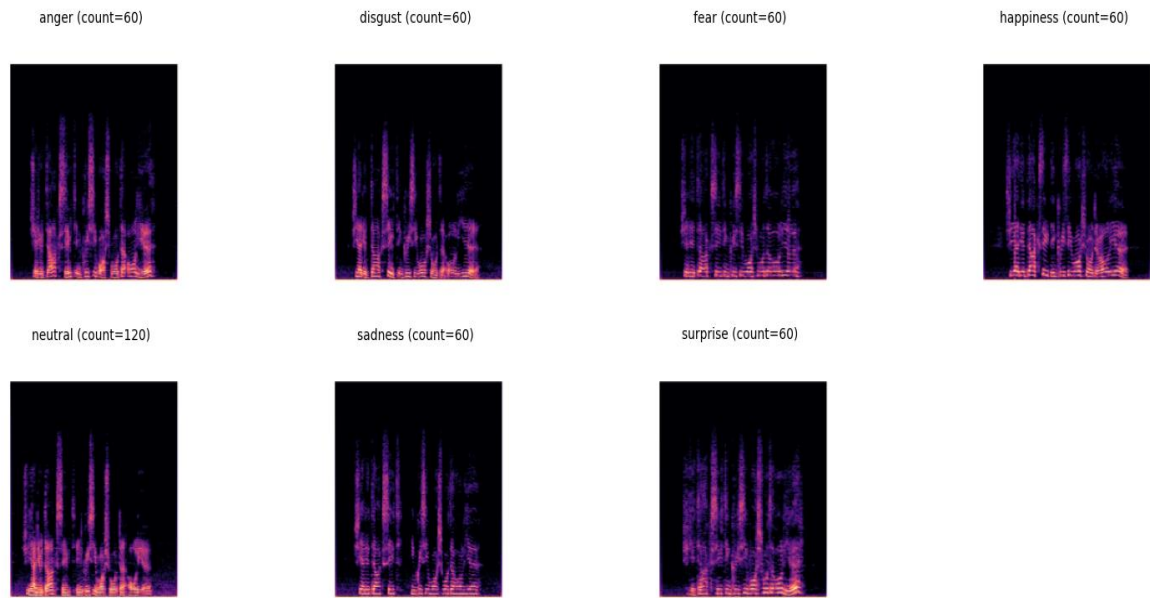 anger (count=60)
disgust (count=60)
fear (count=60)
happiness (count=60)
neutral (count=120)
sadness (count=60)
surprise (count=60)